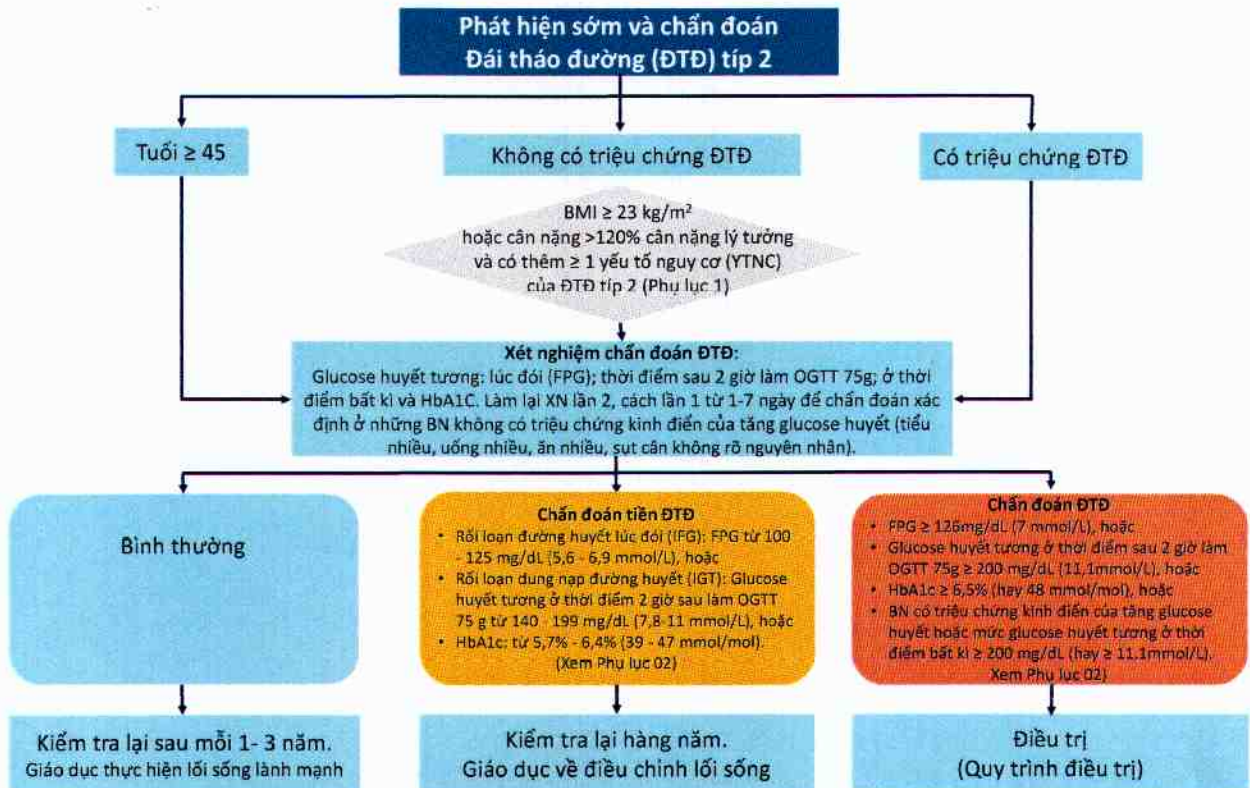 Phát hiện sớm và chẩn đoán
Đái tháo đường (ĐTĐ) típ 2
Tuổi ≥ 45
Không có triệu chứng ĐTĐ
Có triệu chứng ĐTĐ
BMI ≥ 23 kg/m²
hoặc cân nặng >120% cân nặng lý tưởng
và có thêm ≥ 1 yếu tố nguy cơ (YTNC)
của ĐTĐ típ 2 (Phụ lục 1)
Xét nghiệm chẩn đoán ĐTĐ:
Glucose huyết tương: lúc đói (FPG); thời điểm sau 2 giờ làm OGTT 75g; ở thời
điểm bất kì và HbA1C. Làm lại XN lần 2, cách lần 1 từ 1-7 ngày để chẩn đoán xác
định ở những BN không có triệu chứng kinh điển của tăng glucose huyết (tiểu
nhiều, uống nhiều, ăn nhiều, sụt cân không rõ nguyên nhân).
Bình thường
Chẩn đoán tiền ĐTĐ
• Rối loạn đường huyết lúc đói (IFG): FPG từ 100
- 125 mg/dL (5,6 - 6,9 mmol/L), hoặc
• Rối loạn dung nạp đường huyết (IGT): Glucose
huyết tương ở thời điểm 2 giờ sau làm OGTT
75 g từ 140 - 199 mg/dL (7,8-11 mmol/L), hoặc
• HbA1c: từ 5,7% - 6,4% (39 - 47 mmol/mol).
(Xem Phụ lục 02)
Chẩn đoán ĐTĐ
• FPG ≥ 126mg/dL (7 mmol/L), hoặc
• Glucose huyết tương ở thời điểm sau 2 giờ làm
OGTT 75g ≥ 200 mg/dL (11,1mmol/L), hoặc
• HbA1c ≥ 6,5% (hay 48 mmol/mol), hoặc
• BN có triệu chứng kinh điển của tăng glucose
huyết hoặc mức glucose huyết tương ở thời
điểm bất kì ≥ 200 mg/dL (hay ≥ 11,1mmol/L).
Xem Phụ lục 02)
Kiểm tra lại sau mỗi 1- 3 năm.
Giáo dục thực hiện lối sống lành mạnh
Kiểm tra lại hàng năm.
Giáo dục về điều chỉnh lối sống
Điều trị
(Quy trình điều trị)